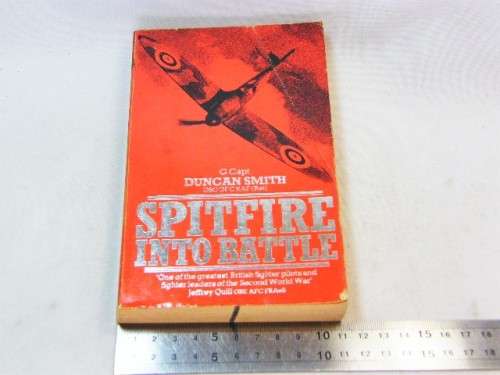 G Capt
DUNCAN SMITH
DSO DFC RAF (Ret)
SPITFIRE
INTO BATTLE
'One of the greatest British fighter pilots and
fighter leaders of the Second World War'
Jeffrey Quill OBE AFC FRAeS
1 2 3 4 5 6 7 8 9 10 11 12 13 14 15 16 17 18